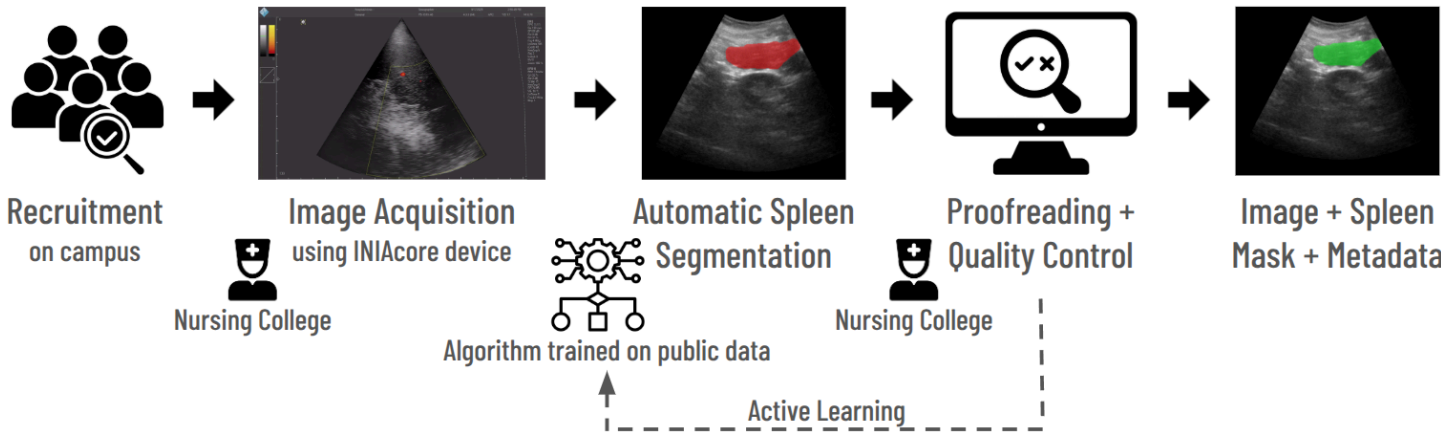 Recruitment
on campus
Image Acquisition
using INIAcore device
Nursing College
Automatic Spleen
Segmentation
Algorithm trained on public data
Proofreading +
Quality Control
Nursing College
Image + Spleen
Mask + Metadata
Active Learning